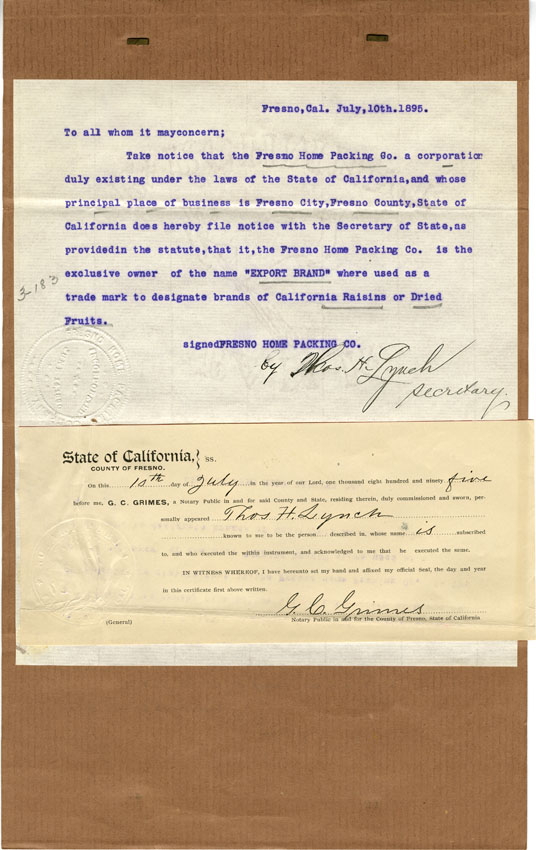 Fresno,Cal. July,10th.1895.
To all whom it mayconcern;
Take notice that the Fresno Home Packing Co. a corporation
duly existing under the laws of the State of California,and whose
principal place of business is Fresno City,Fresno County,State of
California does hereby file notice with the Secretary of State,as
providedin the statute,that it,the Fresno Home Packing Co. is the
exclusive owner of the name "EXPORT BRAND" where used as a
trade mark to designate brands of California Raisins or Dried
Fruits.
3-183
signedFRESNO HOME PACKING CO.
by Thos. H. Lynch
secretary.
State of California, } ss.
COUNTY OF FRESNO.
On this 10th day of July in the year of our Lord, one thousand eight hundred and ninety five
before me, G. C. GRIMES, a Notary Public in and for said County and State, residing therein, duly commissioned and sworn, per-
sonally appeared Thos H. Lynch
known to me to be the person described in, whose name is subscribed
to, and who executed the within instrument, and acknowledged to me that he executed the same.
IN WITNESS WHEREOF, I have hereunto set my hand and affixed my official Seal, the day and year
in this certificate first above written.
G. C. Grimes
(General) Notary Public in and for the County of Fresno, State of California